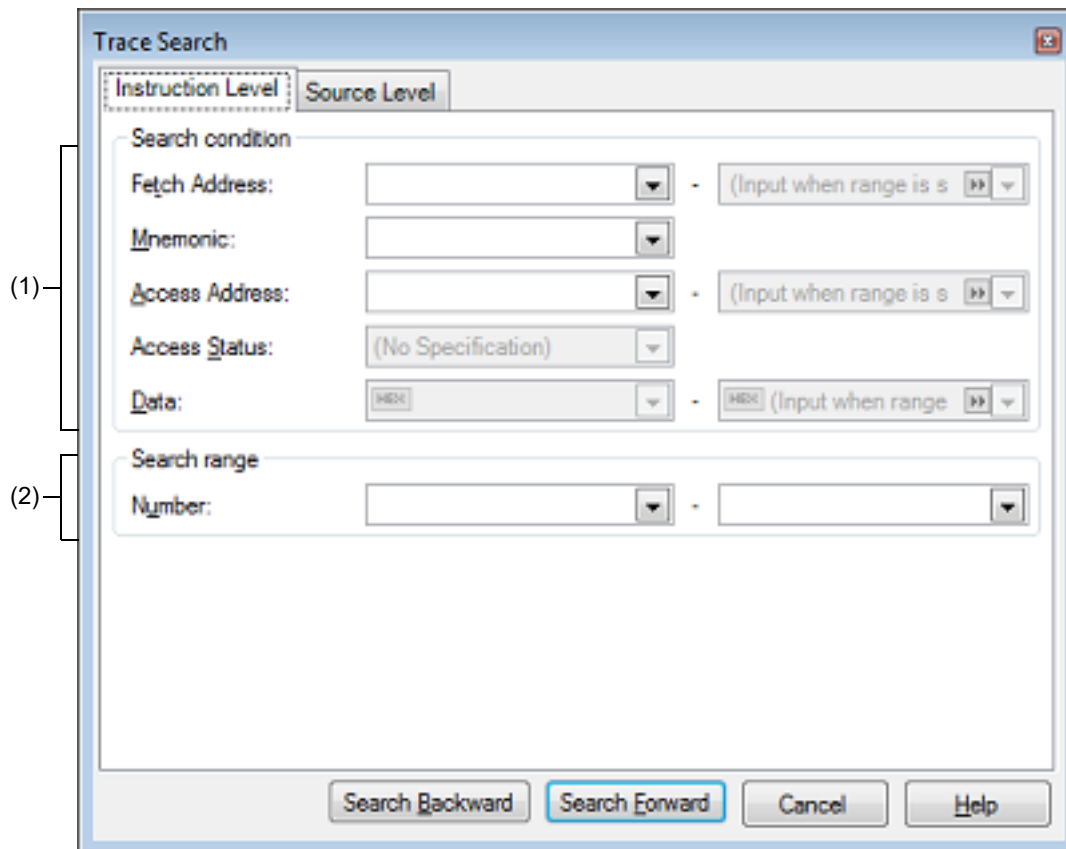 Trace Search
Instruction Level Source Level
Search condition
Fetch Address: - (Input when range is s
Mnemonic:
(1)
Access Address: - (Input when range is s
Access Status: (No Specification)
Data: HEX - HEX (Input when range
Search range
(2)
Number: -
Search Backward Search Forward Cancel Help